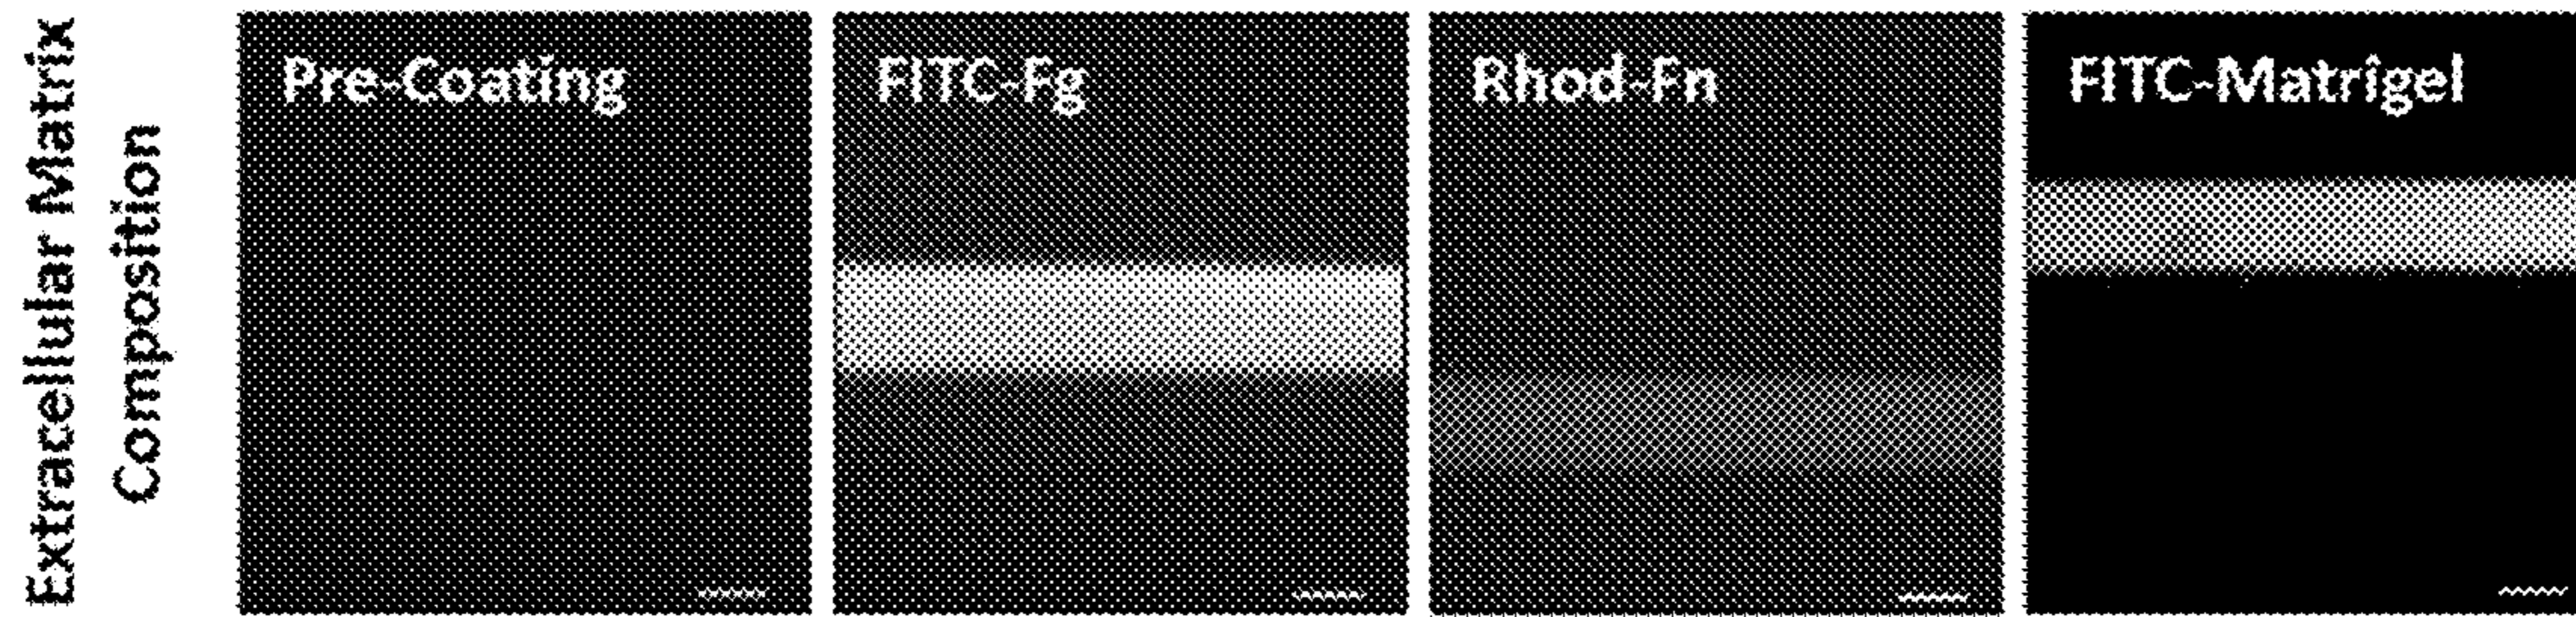 Extracellular Matrix
Composition
Pre-Coating
FITC-Fg
Rhod-Fn
FITC-Matrigel